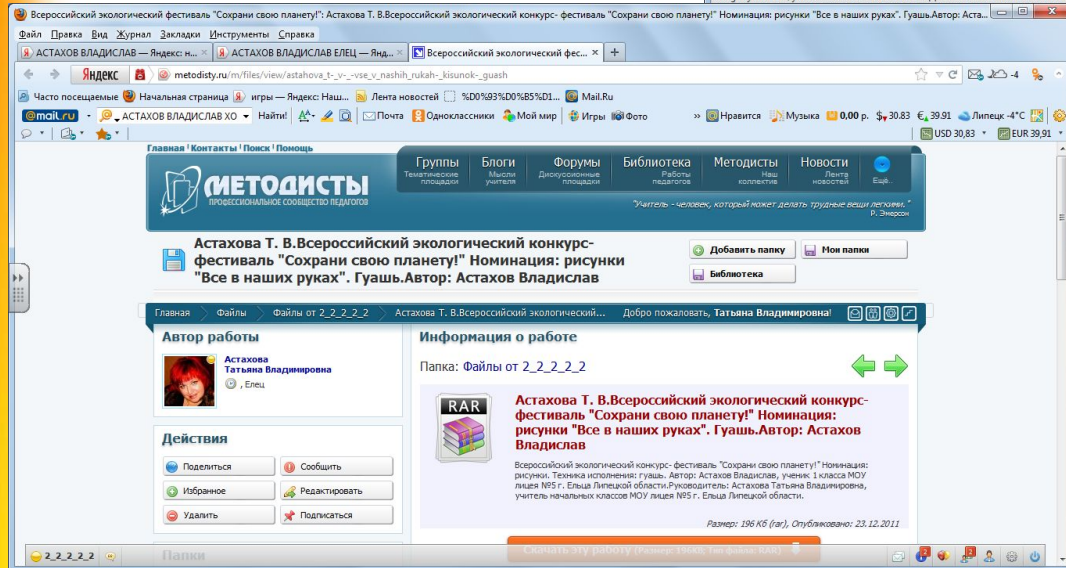 Всероссийский экологический фестиваль "Сохрани свою планету!": Астахова Т. В.Всероссийский экологический конкурс- фестиваль "Сохрани свою планету!" Номинация: рисунки "Все в наших руках". Гуашь.Автор: Аста...
Файл Правка Вид Журнал Закладки Инструменты Справка
АСТАХОВ ВЛАДИСЛАВ — Яндекс: н... АСТАХОВ ВЛАДИСЛАВ ЕЛЕЦ — Янд... Всероссийский экологический фес...
Яндекс metodisty.ru/m/files/view/astahova_t-_v-_-vse_v_nashih_rukah-_kisunok-_guash -4
Часто посещаемые Начальная страница игры — Яндекс: Наш... Лента новостей %D0%93%D0%B5%D1... Mail.Ru
@mail.ru АСТАХОВ ВЛАДИСЛАВ ХО Найти! Почта Одноклассники Мой мир Игры Фото » Нравится Музыка 0,00 р. $ 30.83 € 39.91 Липецк -4°C
USD 30,83 EUR 39,91
Главная Контакты Поиск Помощь
Группы Блоги Форумы Библиотека Методисты Новости
Тематические площадки Мысли учителя Дискуссионные площадки Работы педагогов Наш коллектив Лента новостей Ещё...
МЕТОДИСТЫ
ПРОФЕССИОНАЛЬНОЕ СООБЩЕСТВО ПЕДАГОГОВ
"Учитель - человек, который может делать трудные вещи легкими."
Р. Эмерсон
Астахова Т. В.Всероссийский экологический конкурс-
фестиваль "Сохрани свою планету!" Номинация: рисунки
"Все в наших руках". Гуашь.Автор: Астахов Владислав
Добавить папку Мои папки
Библиотека
Главная Файлы Файлы от 2_2_2_2_2 Астахова Т. В.Всероссийский экологический... Добро пожаловать, Татьяна Владимировна!
Автор работы
Астахова
Татьяна Владимировна
, Елец
Действия
Поделиться Сообщить
Избранное Редактировать
Удалить Подписаться
Папки
Информация о работе
Папка: Файлы от 2_2_2_2_2
RAR
Астахова Т. В.Всероссийский экологический конкурс-
фестиваль "Сохрани свою планету!" Номинация:
рисунки "Все в наших руках". Гуашь.Автор: Астахов
Владислав
Всероссийский экологический конкурс- фестиваль "Сохрани свою планету!" Номинация:
рисунки. Техника исполнения: гуашь. Автор: Астахов Владислав, ученик 1класса МОУ
лицея №5 г. Ельца Липецкой области.Руководитель: Астахова Татьяна Владимировна,
учитель начальных классов МОУ лицея №5 г. Ельца Липецкой области.
Размер: 196 Кб (rar), Опубликовано: 23.12.2011
Скачать эту работу (Размер: 196Кб; Тип файла: RAR)
2_2_2_2_2